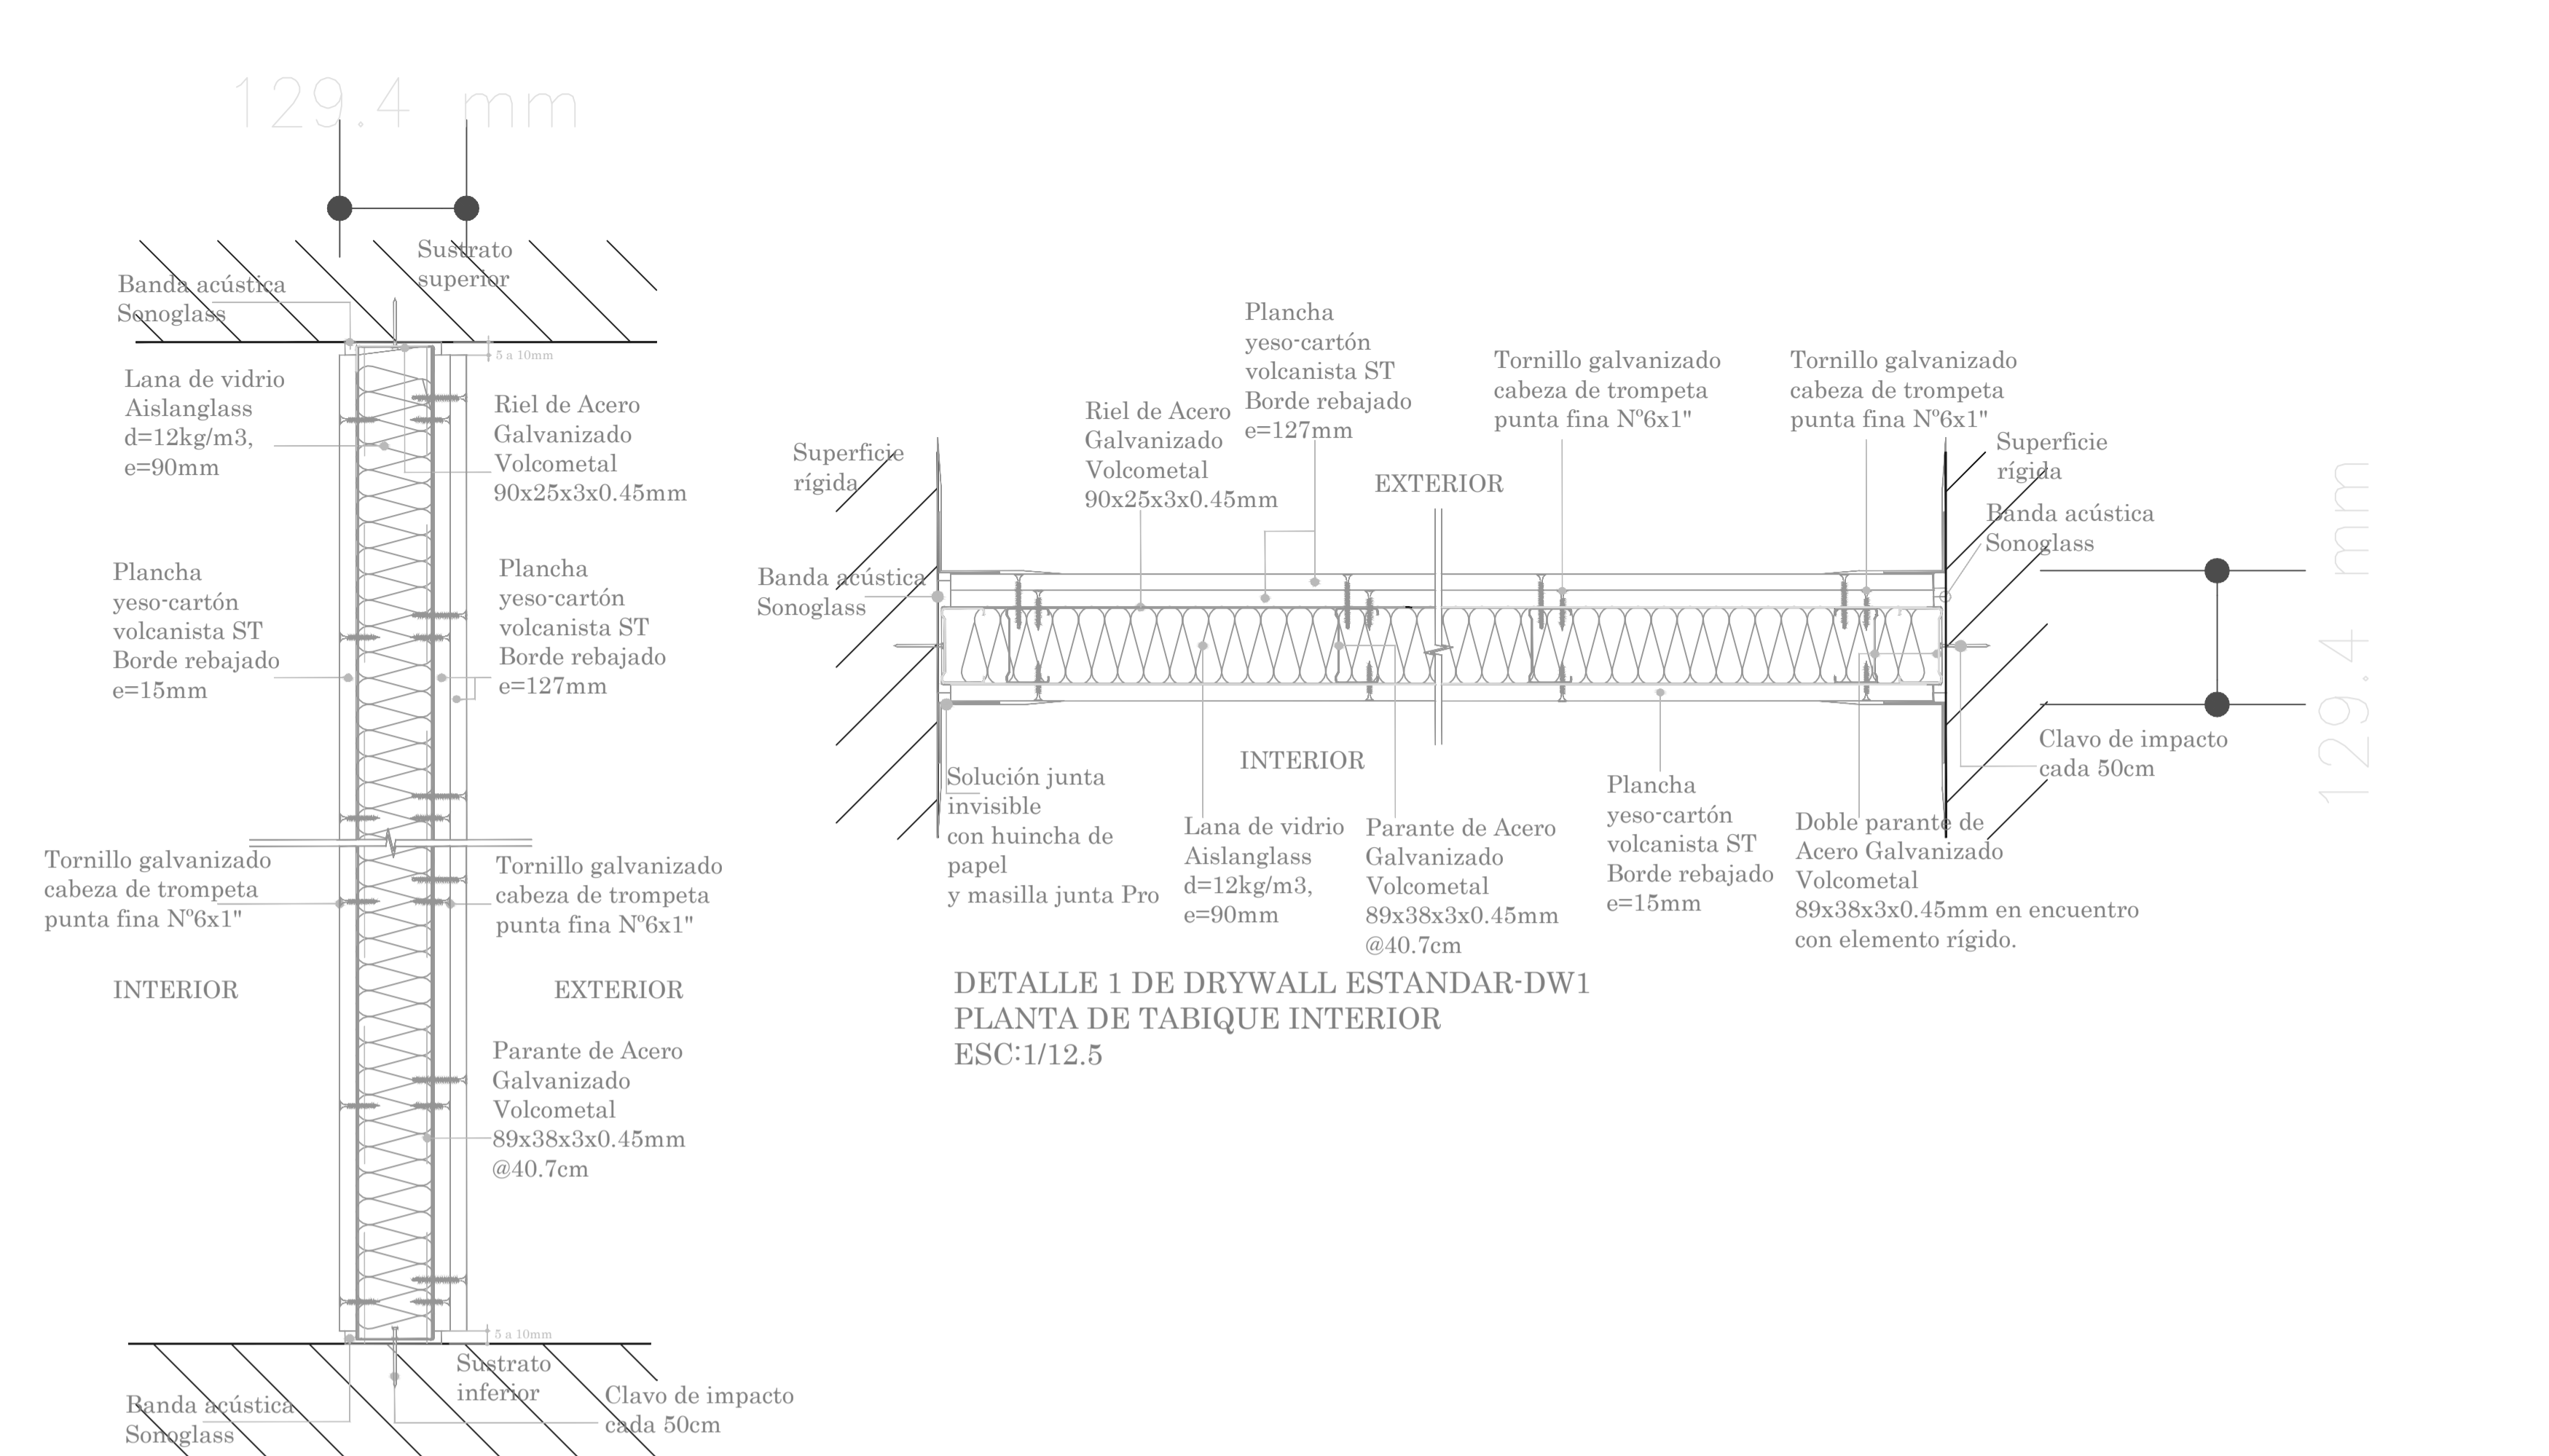 129.4 mm
Sustrato
superior
Banda acústica
Sonoglass
5 a 10mm
Lana de vidrio
Aislanglass
d=12kg/m3,
e=90mm
Riel de Acero
Galvanizado
Volcometal
90x25x3x0.45mm
Plancha
yeso-cartón
volcanista ST
Borde rebajado
e=15mm
Plancha
yeso-cartón
volcanista ST
Borde rebajado
e=127mm
Tornillo galvanizado
cabeza de trompeta
punta fina Nº6x1"
Tornillo galvanizado
cabeza de trompeta
punta fina Nº6x1"
INTERIOR
EXTERIOR
Parante de Acero
Galvanizado
Volcometal
89x38x3x0.45mm
@40.7cm
5 a 10mm
Sustrato
inferior
Banda acústica
Sonoglass
Clavo de impacto
cada 50cm
Superficie
rígida
Banda acústica
Sonoglass
Riel de Acero
Galvanizado
Volcometal
90x25x3x0.45mm
Plancha
yeso-cartón
volcanista ST
Borde rebajado
e=127mm
EXTERIOR
Tornillo galvanizado
cabeza de trompeta
punta fina Nº6x1"
Tornillo galvanizado
cabeza de trompeta
punta fina Nº6x1"
Superficie
rígida
Banda acústica
Sonoglass
129.4 mm
Clavo de impacto
cada 50cm
Solución junta
invisible
con huincha de
papel
y masilla junta Pro
INTERIOR
Lana de vidrio
Aislanglass
d=12kg/m3,
e=90mm
Parante de Acero
Galvanizado
Volcometal
89x38x3x0.45mm
@40.7cm
Plancha
yeso-cartón
volcanista ST
Borde rebajado
e=15mm
Doble parante de
Acero Galvanizado
Volcometal
89x38x3x0.45mm en encuentro
con elemento rígido.
DETALLE 1 DE DRYWALL ESTANDAR-DW1
PLANTA DE TABIQUE INTERIOR
ESC:1/12.5